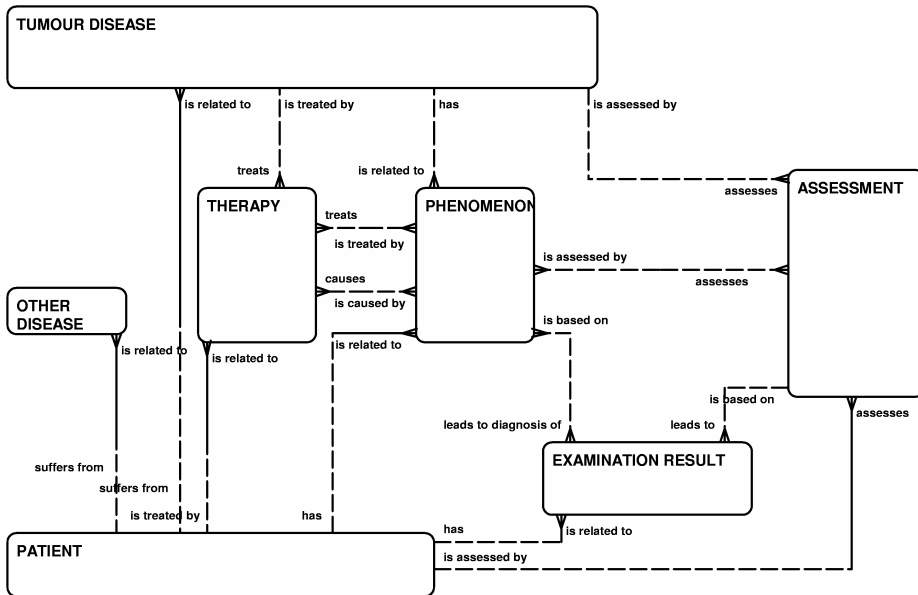 TUMOUR DISEASE
is related to
is treated by
has
is assessed by
treats
is related to
assesses
THERAPY
PHENOMENON
ASSESSMENT
treats
is treated by
is assessed by
assesses
causes
is caused by
OTHER
DISEASE
is based on
is related to
is related to
is related to
is based on
assesses
leads to diagnosis of
leads to
EXAMINATION RESULT
suffers from
suffers from
is treated by
has
has
is related to
PATIENT
is assessed by